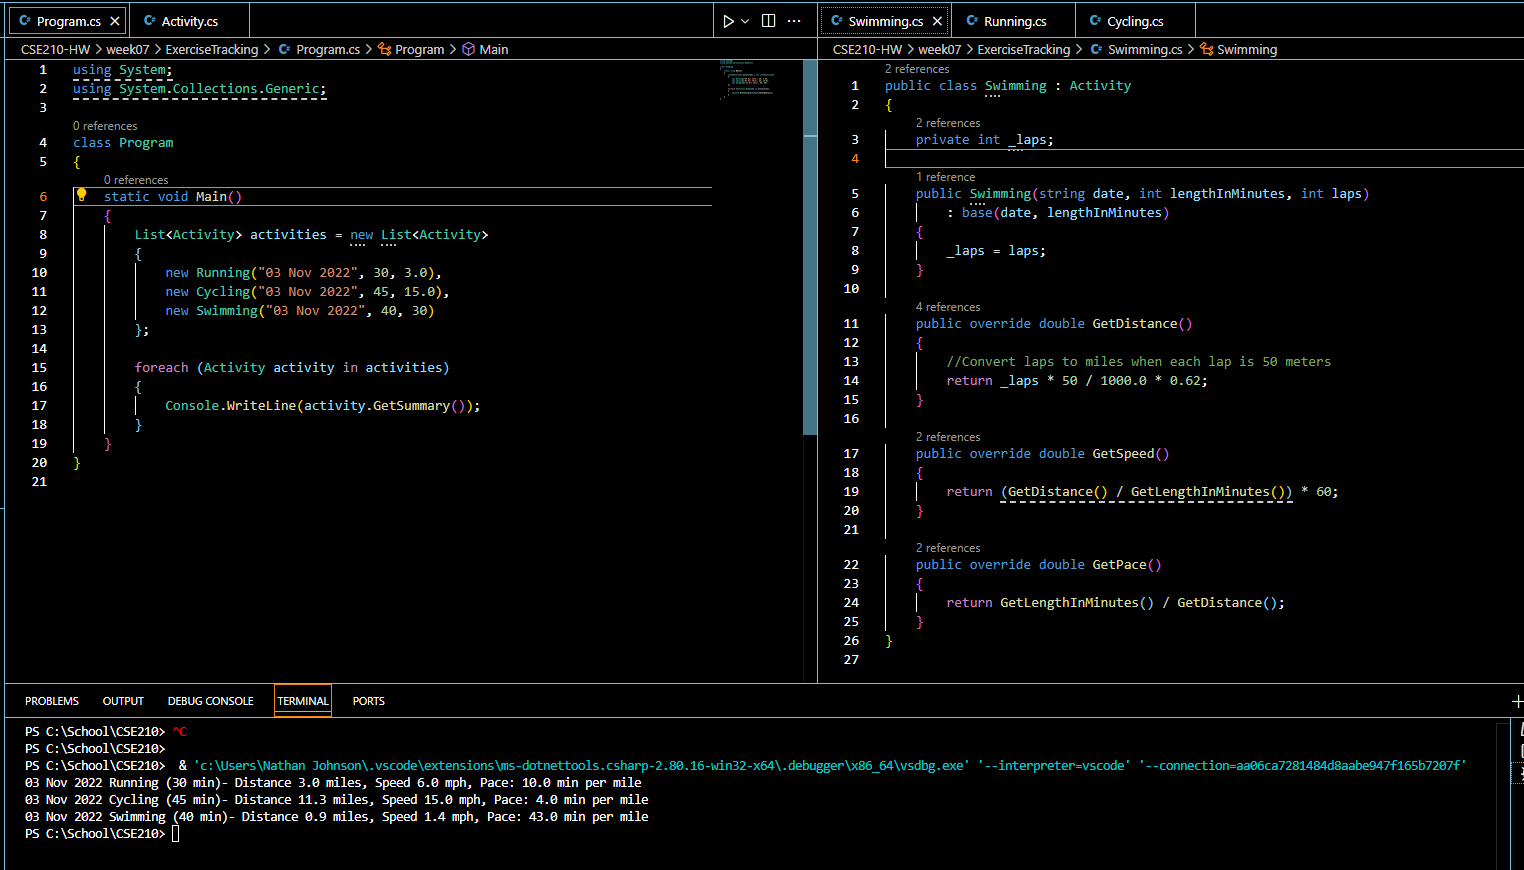 Program.cs
Activity.cs
CSE210-HW > week07 > ExerciseTracking > Program.cs > Program > Main
1 using System;
2 using System.Collections.Generic;
3
0 references
4 class Program
5 {
0 references
6 static void Main()
7 {
8 List<Activity> activities = new List<Activity>
9 {
10 new Running("03 Nov 2022", 30, 3.0),
11 new Cycling("03 Nov 2022", 45, 15.0),
12 new Swimming("03 Nov 2022", 40, 30)
13 };
14
15 foreach (Activity activity in activities)
16 {
17 Console.WriteLine(activity.GetSummary());
18 }
19 }
20 }
21
Swimming.cs
Running.cs
Cycling.cs
CSE210-HW > week07 > ExerciseTracking > Swimming.cs > Swimming
2 references
1 public class Swimming : Activity
2 {
2 references
3 private int _laps;
4
1 reference
5 public Swimming(string date, int lengthInMinutes, int laps)
6 : base(date, lengthInMinutes)
7 {
8 _laps = laps;
9 }
10
4 references
11 public override double GetDistance()
12 {
13 //Convert laps to miles when each lap is 50 meters
14 return _laps * 50 / 1000.0 * 0.62;
15 }
16
2 references
17 public override double GetSpeed()
18 {
19 return (GetDistance() / GetLengthInMinutes()) * 60;
20 }
21
2 references
22 public override double GetPace()
23 {
24 return GetLengthInMinutes() / GetDistance();
25 }
26 }
27
PROBLEMS OUTPUT DEBUG CONSOLE TERMINAL PORTS
PS C:\School\CSE210> ^C
PS C:\School\CSE210>
PS C:\School\CSE210> & 'c:\Users\Nathan Johnson\.vscode\extensions\ms-dotnettools.csharp-2.80.16-win32-x64\.debugger\x86_64\vsdbg.exe' '--interpreter=vscode' '--connection=aa06ca7281484d8aabe947f165b7207f'
03 Nov 2022 Running (30 min)- Distance 3.0 miles, Speed 6.0 mph, Pace: 10.0 min per mile
03 Nov 2022 Cycling (45 min)- Distance 11.3 miles, Speed 15.0 mph, Pace: 4.0 min per mile
03 Nov 2022 Swimming (40 min)- Distance 0.9 miles, Speed 1.4 mph, Pace: 43.0 min per mile
PS C:\School\CSE210>